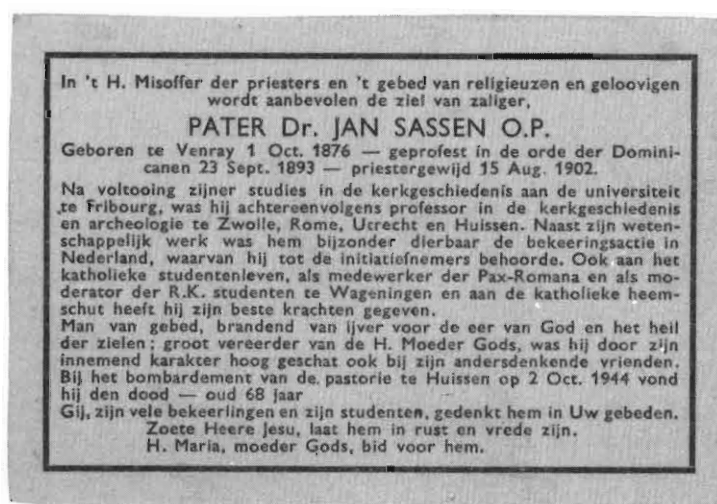 In 't H. Misoffer der priesters en 't gebed van religieuzen en geloovigen
wordt aanbevolen de ziel van zaliger,
PATER Dr. JAN SASSEN O.P.
Geboren te Venray 1 Oct. 1876 — geprofest in de orde der Domini-
canen 23 Sept. 1893 — priestergewijd 15 Aug. 1902.
Na voltooing zijner studies in de kerkgeschiedenis aan de universiteit
te Fribourg, was hij achtereenvolgens professor in de kerkgeschiedenis
en archeologie te Zwolle, Rome, Utrecht en Huissen. Naast zijn weten-
schappelijk werk was hem bijzonder dierbaar de bekeeringsactie in
Nederland, waarvan hij tot de initiatiefnemers behoorde. Ook aan het
katholieke studentenleven, als medewerker der Pax-Romana en als mo-
derator der R.K. studenten te Wageningen en aan de katholieke heem-
schut heeft hij zijn beste krachten gegeven.
Man van gebed, brandend van ijver voor de eer van God en het heil
der zielen; groot vereerder van de H. Moeder Gods, was hij door zijn
innemend karakter hoog geschat ook bij zijn andersdenkende vrienden.
Bij het bombardement van de pastorie te Huissen op 2 Oct. 1944 vond
hij den dood — oud 68 jaar
Gij, zijn vele bekeerlingen en zijn studenten, gedenkt hem in Uw gebeden.
Zoete Heere Jesu, laat hem in rust en vrede zijn.
H. Maria, moeder Gods, bid voor hem.